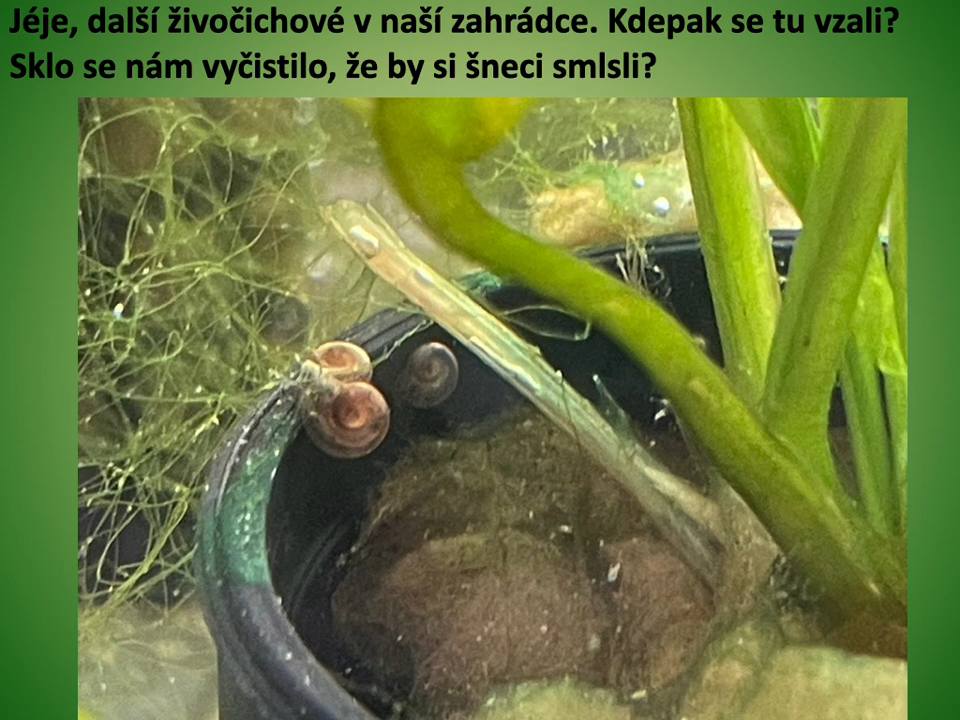 Jéje, další živočichové v naší zahrádce. Kdepak se tu vzali?
Sklo se nám vyčistilo, že by si šneci smlsli?